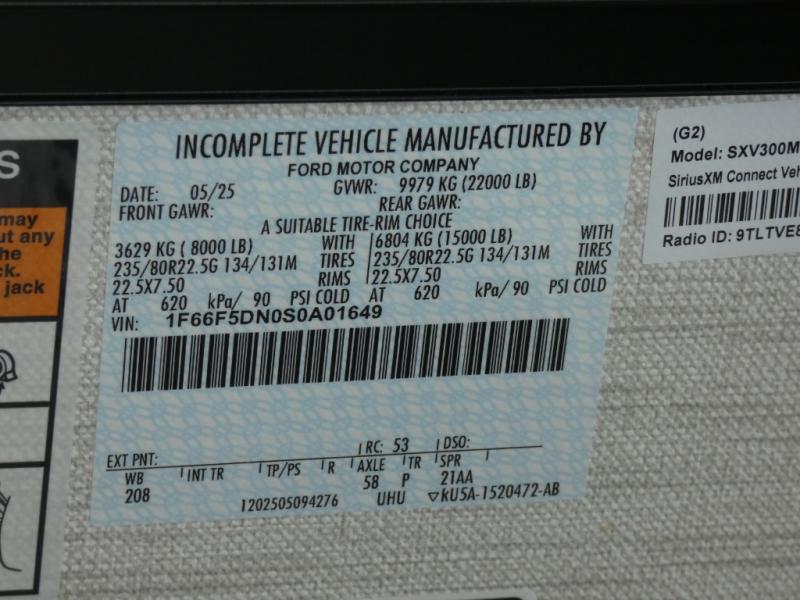 S
may
ut any
the
ck.
jack
INCOMPLETE VEHICLE MANUFACTURED BY
FORD MOTOR COMPANY
DATE: 05/25 GVWR: 9979 KG (22000 LB)
FRONT GAWR: REAR GAWR:
A SUITABLE TIRE-RIM CHOICE
3629 KG ( 8000 LB) WITH 6804 KG (15000 LB) WITH
235/80R22.5G 134/131M TIRES 235/80R22.5G 134/131M TIRES
22.5X7.50 RIMS 22.5X7.50 RIMS
AT 620 kPa/ 90 PSI COLD AT 620 kPa/ 90 PSI COLD
VIN: 1F66F5DN0S0A01649
EXT PNT: RC: 53 DSO:
WB INT TR TP/PS R AXLE TR SPR
208 58 P 21AA
1202505094276 UHU ▽kU5A-1520472-AB
(G2)
Model: SXV300M
SiriusXM Connect Veh
Radio ID: 9TLTVE8